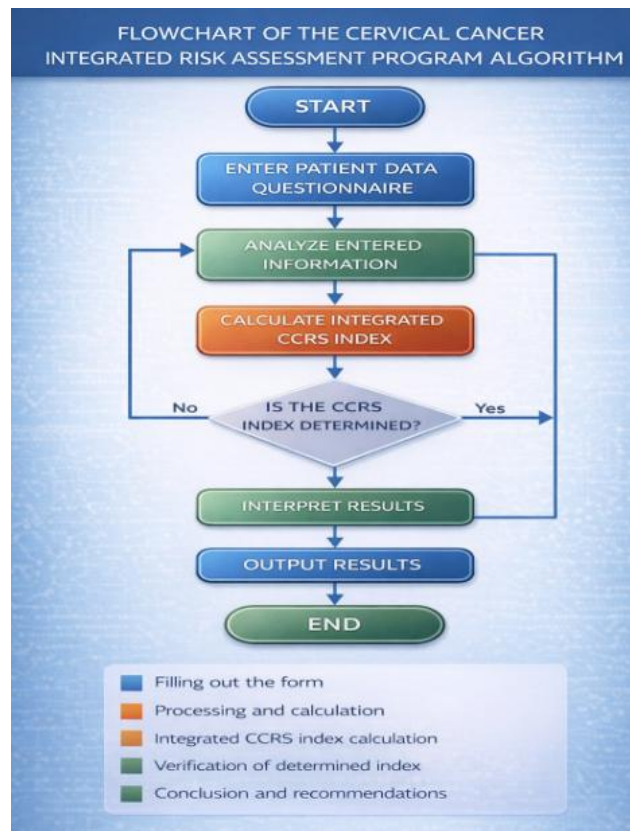 FLOWCHART OF THE CERVICAL CANCER
INTEGRATED RISK ASSESSMENT PROGRAM ALGORITHM
START
ENTER PATIENT DATA
QUESTIONNAIRE
ANALYZE ENTERED
INFORMATION
CALCULATE INTEGRATED
CCRS INDEX
No
IS THE CCRS
INDEX DETERMINED?
Yes
INTERPRET RESULTS
OUTPUT RESULTS
END
Filling out the form
Processing and calculation
Integrated CCRS index calculation
Verification of determined index
Conclusion and recommendations